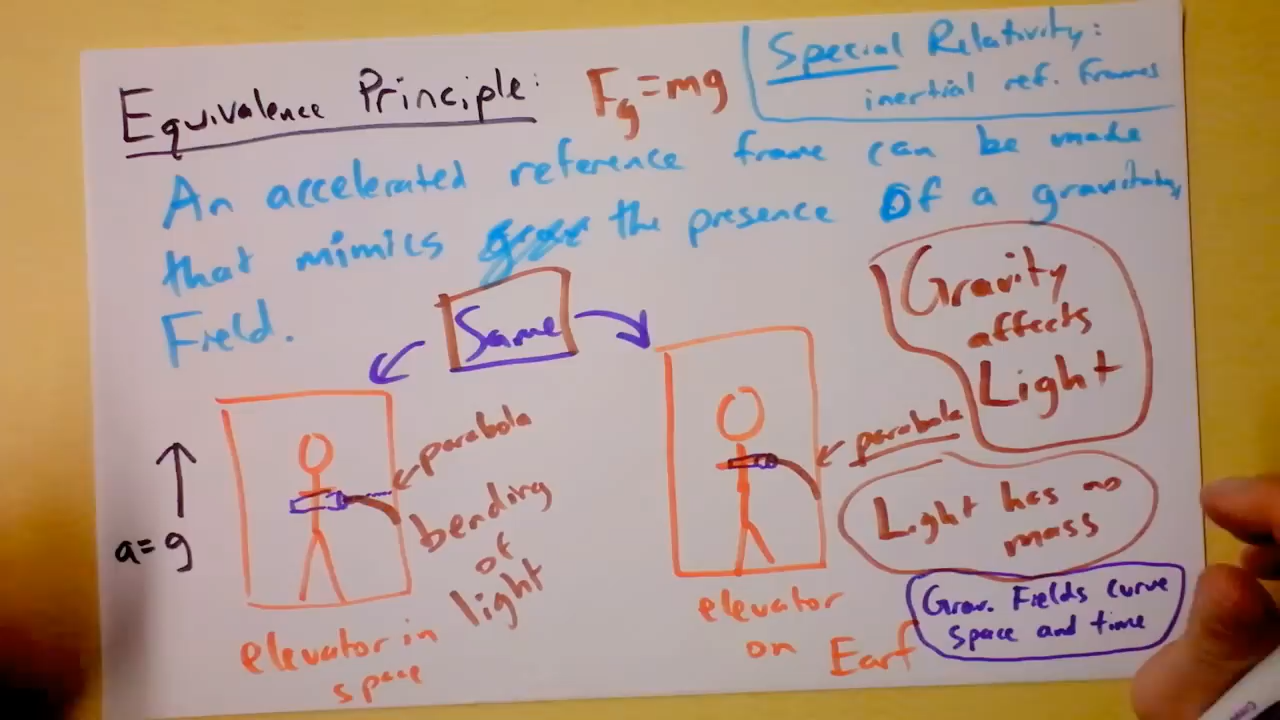 Equivalence Principle:
Fg=mg
Special Relativity:
inertial ref. frames
An accelerated reference frame can be made
that mimics the presence of a gravitational
Field.
Same
Gravity
affects
Light
parabola
parabola
bending
of
light
a=g
Light has no
mass
Grav. Fields curve
space and time
elevator in
space
elevator
on Earf